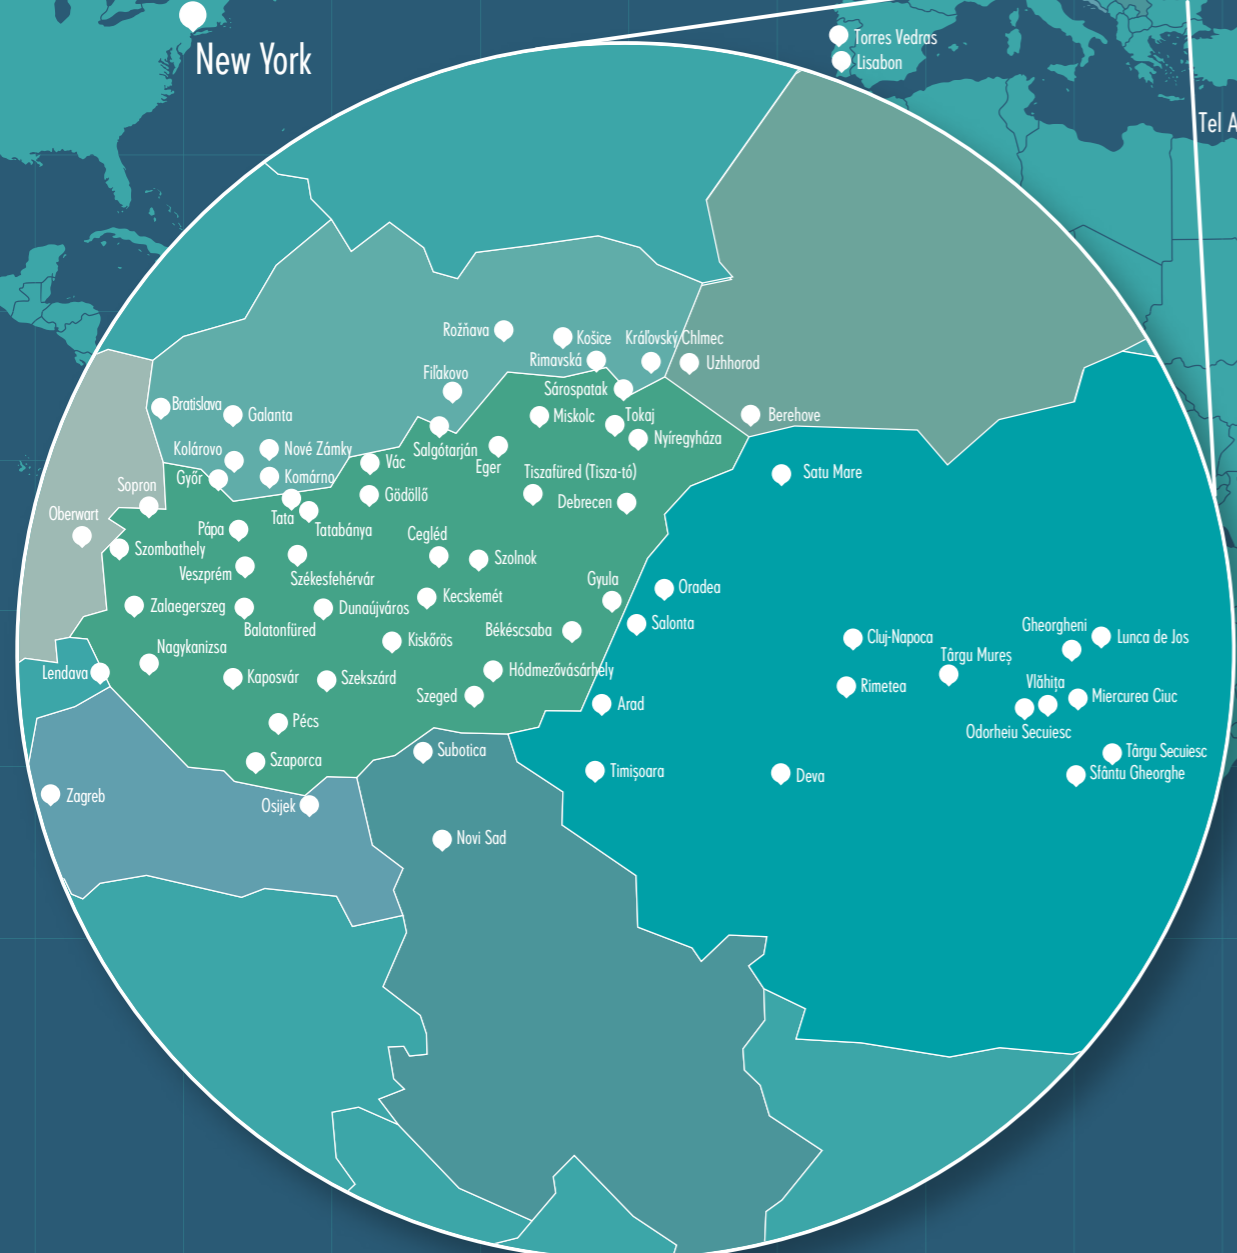 New York
Torres Vedras
Lisabon
Tel A
Rožňava
Košice
Kráľovský Chlmec
Rimavská
Uzhhorod
Fiľakovo
Sárospatak
Bratislava
Galanta
Miskolc
Tokaj
Berehove
Nyíregyháza
Kolárovo
Nové Zámky
Salgótarján
Vác
Eger
Győr
Komárno
Tiszafüred (Tisza-tó)
Satu Mare
Sopron
Gödöllő
Debrecen
Oberwart
Tata
Tatabánya
Pápa
Cegléd
Szombathely
Szolnok
Veszprém
Székesfehérvár
Gyula
Oradea
Kecskemét
Zalaegerszeg
Dunaújváros
Balatonfüred
Békéscsaba
Salonta
Gheorgheni
Lunca de Jos
Cluj-Napoca
Kiskőrös
Nagykanizsa
Târgu Mureș
Lendava
Hódmezővásárhely
Kaposvár
Szekszárd
Rimetea
Vlăhița
Szeged
Miercurea Ciuc
Arad
Pécs
Odorheiu Secuiesc
Subotica
Târgu Secuiesc
Szaporca
Timișoara
Deva
Sfântu Gheorghe
Zagreb
Osijek
Novi Sad